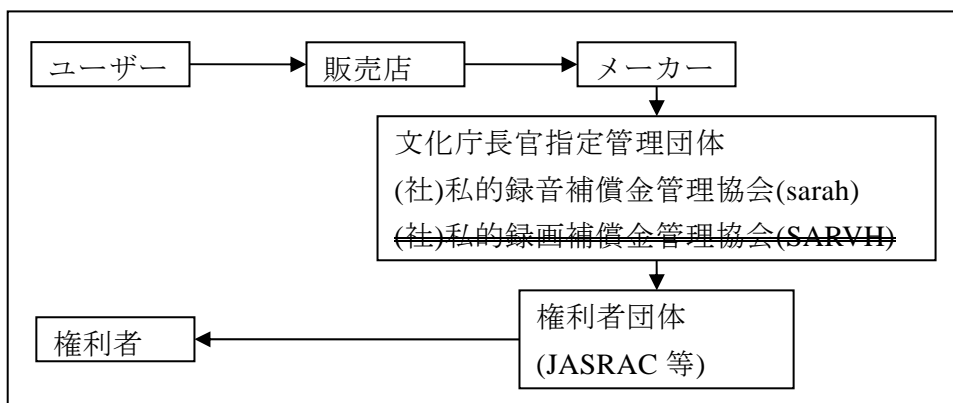 ユーザー
販売店
メーカー
文化庁長官指定管理団体
(社)私的録音補償金管理協会(sarah)
(社)私的録画補償金管理協会(SARVH)
権利者団体
(JASRAC 等)
権利者